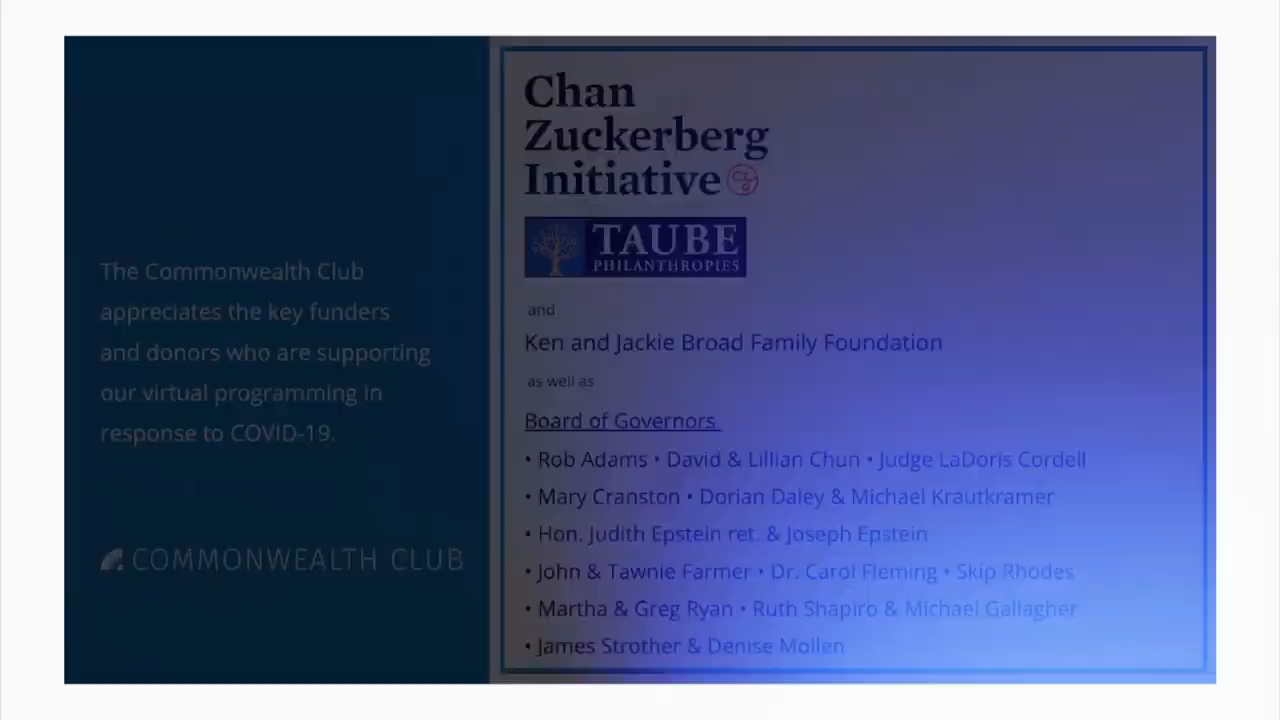 The Commonwealth Club
appreciates the key funders
and donors who are supporting
our virtual programming in
response to COVID-19.
COMMONWEALTH CLUB
Chan
Zuckerberg
Initiative
TAUBE
PHILANTHROPIES
and
Ken and Jackie Broad Family Foundation
as well as
Board of Governors
• Rob Adams • David & Lillian Chun • Judge LaDoris Cordell
• Mary Cranston • Dorian Daley & Michael Krautkramer
• Hon. Judith Epstein ret. & Joseph Epstein
• John & Tawnie Farmer • Dr. Carol Fleming • Skip Rhodes
• Martha & Greg Ryan • Ruth Shapiro & Michael Gallagher
• James Strother & Denise Mollen